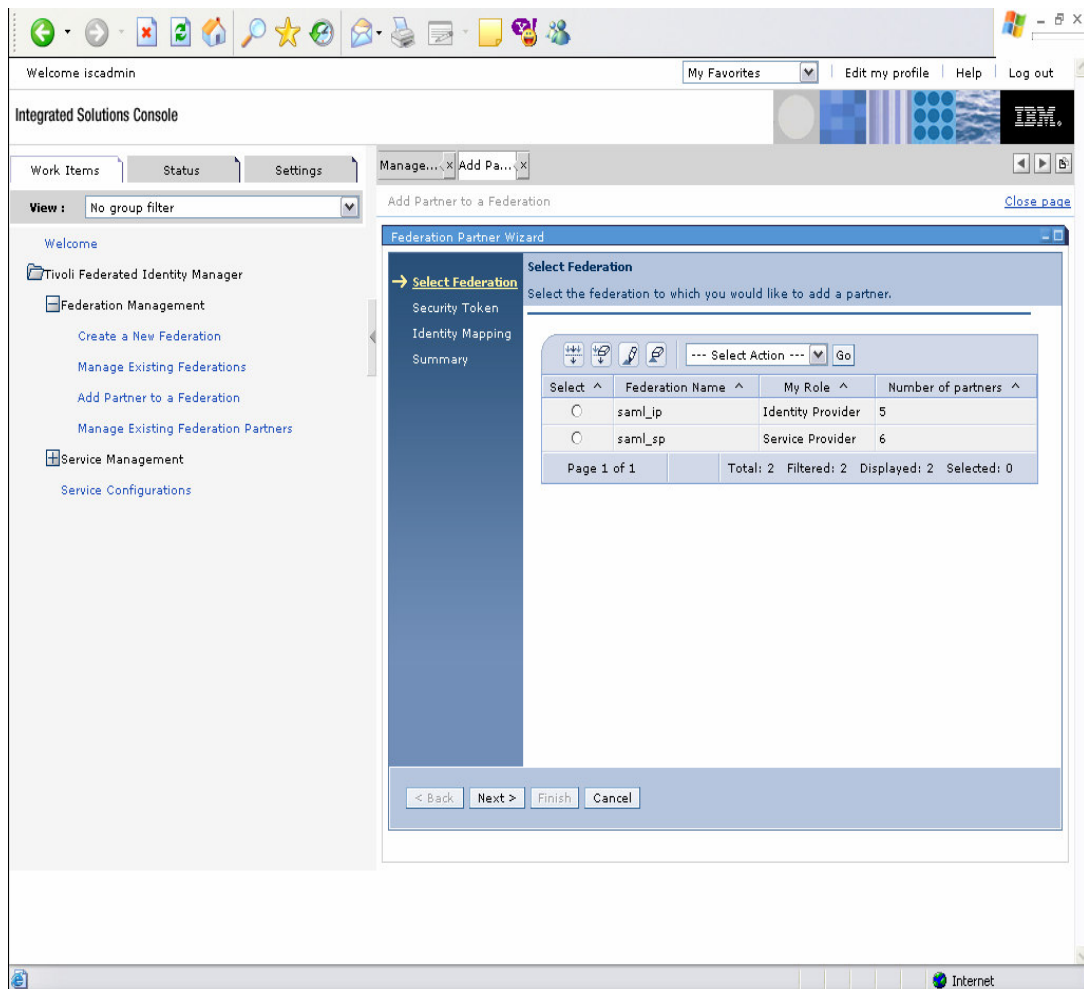 Welcome iscadmin
My Favorites Edit my profile Help Log out
Integrated Solutions Console
IBM.
Work Items Status Settings
Manage... x Add Pa... x
View : No group filter
Add Partner to a Federation Close page
Welcome
Federation Partner Wizard
Tivoli Federated Identity Manager
Federation Management
Create a New Federation
Manage Existing Federations
Add Partner to a Federation
Manage Existing Federation Partners
Service Management
Service Configurations
Select Federation
Security Token
Identity Mapping
Summary
Select Federation
Select the federation to which you would like to add a partner.
--- Select Action --- Go
Select ^ Federation Name ^ My Role ^ Number of partners ^
saml_ip Identity Provider 5
saml_sp Service Provider 6
Page 1 of 1 Total: 2 Filtered: 2 Displayed: 2 Selected: 0
< Back Next > Finish Cancel
Internet